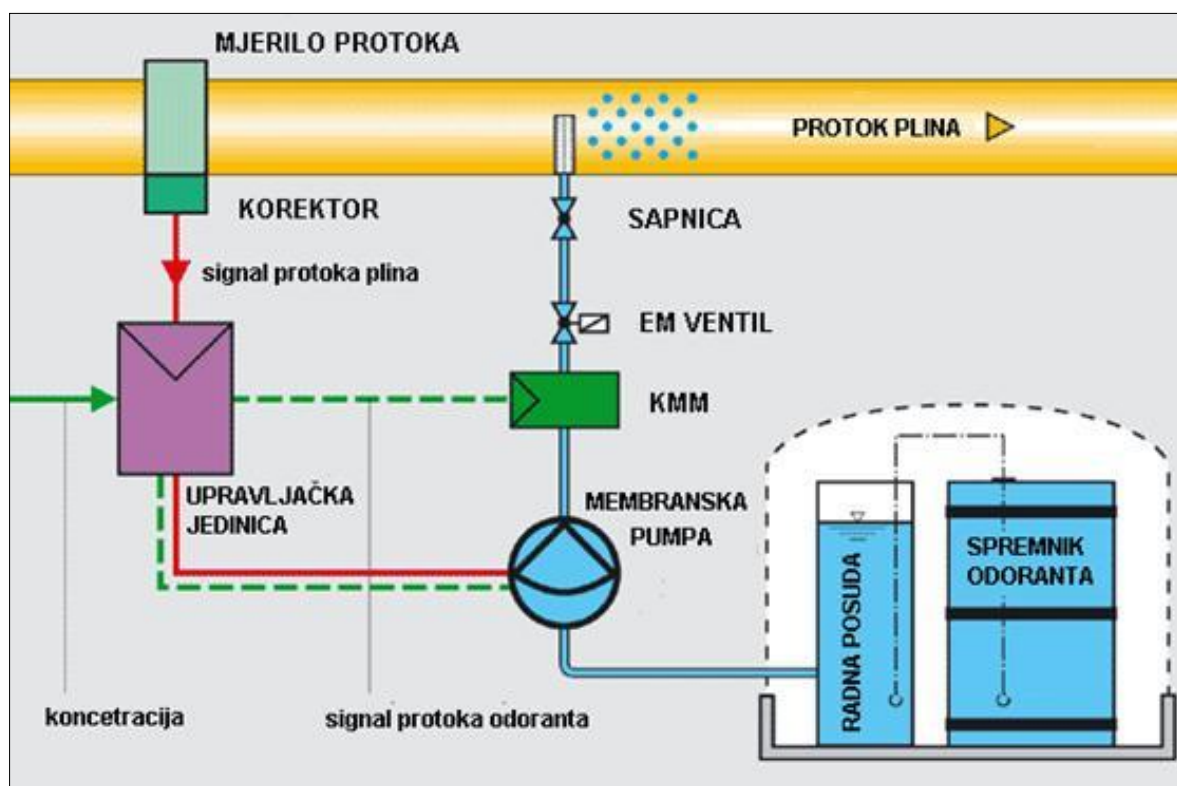 MJERILO PROTOKA
PROTOK PLINA
KOREKTOR
SAPNICA
signal protoka plina
EM VENTIL
KMM
UPRAVLJAČKA
JEDINICA
MEMBRANSKA
PUMPA
SPREMNIK
ODORANTA
RADNA POSUDA
koncetracija
signal protoka odoranta